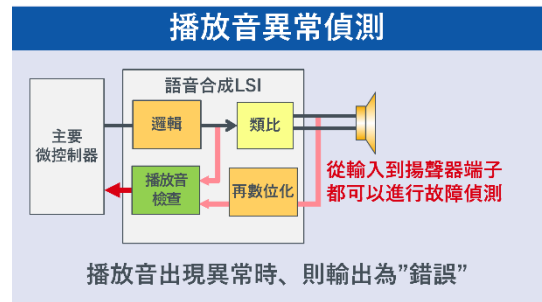 播放音異常偵測
語音合成LSI
主要
微控制器
邏輯
類比
播放音
檢查
再數位化
從輸入到揚聲器端子
都可以進行故障偵測
播放音出現異常時、則輸出為”錯誤”